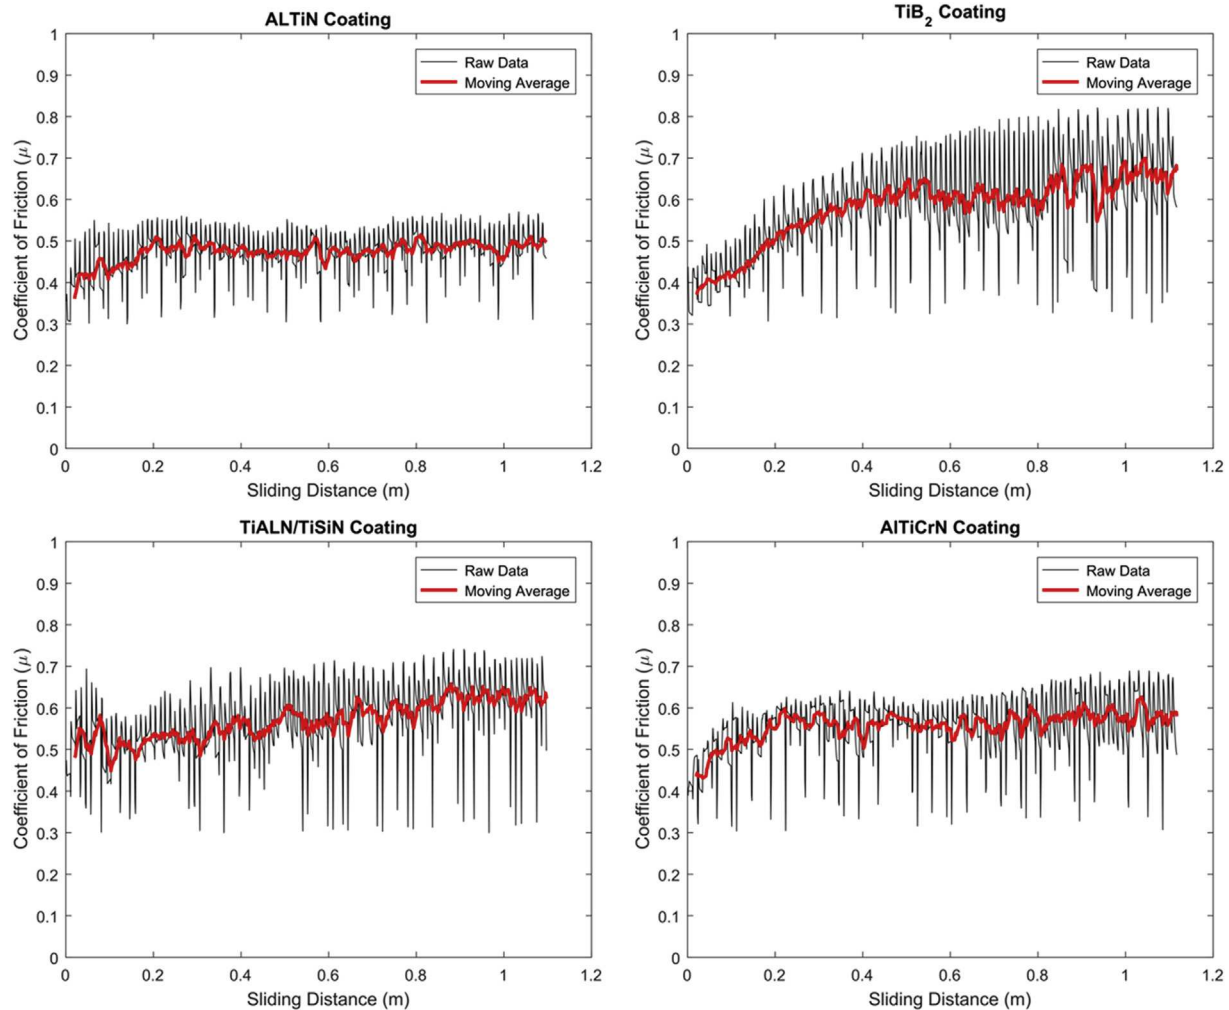 ALTiN Coating
1
0.9
0.8
0.7
0.6
0.5
0.4
0.3
0.2
0.1
0
Coefficient of Friction (μ)
Raw Data
Moving Average
0 0.2 0.4 0.6 0.8 1 1.2
Sliding Distance (m)
TiB₂ Coating
1
0.9
0.8
0.7
0.6
0.5
0.4
0.3
0.2
0.1
0
Coefficient of Friction (μ)
Raw Data
Moving Average
0 0.2 0.4 0.6 0.8 1 1.2
Sliding Distance (m)
TiALN/TiSiN Coating
1
0.9
0.8
0.7
0.6
0.5
0.4
0.3
0.2
0.1
0
Coefficient of Friction (μ)
Raw Data
Moving Average
0 0.2 0.4 0.6 0.8 1 1.2
Sliding Distance (m)
AlTiCrN Coating
1
0.9
0.8
0.7
0.6
0.5
0.4
0.3
0.2
0.1
0
Coefficient of Friction (μ)
Raw Data
Moving Average
0 0.2 0.4 0.6 0.8 1 1.2
Sliding Distance (m)